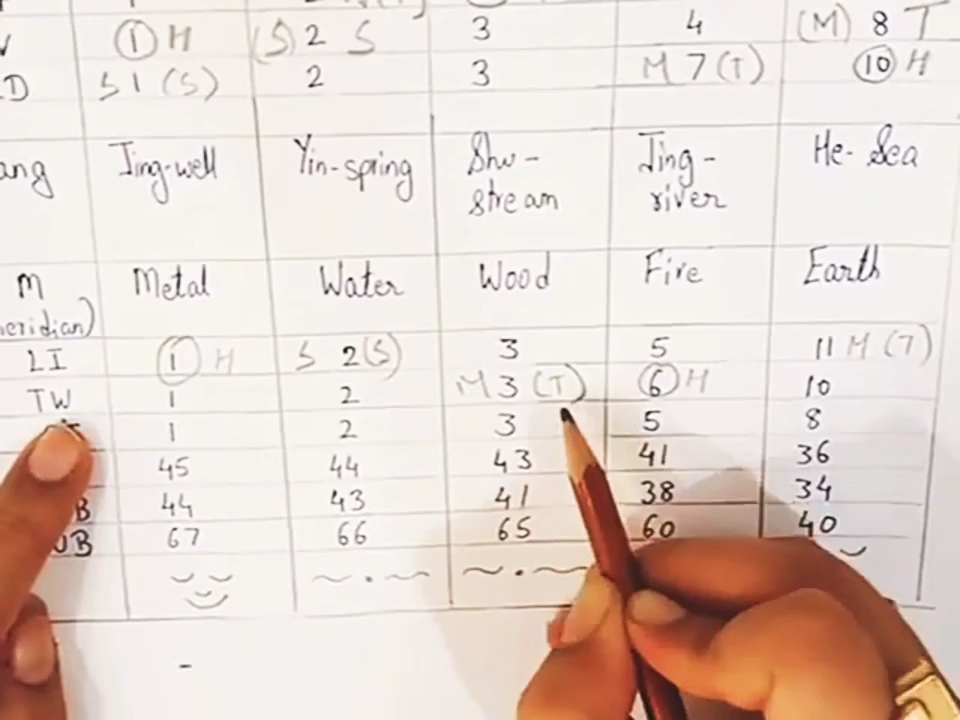 ① H (S) 2 S 3 4 (M) 8 T
D S 1 (S) 2 3 M 7 (T) ⑩ H
ang Jing-well Yin-spring Shu-stream Jing-river He-Sea
M (meridian) Metal Water Wood Fire Earth
LI ① H S 2(S) 3 5 11 M (T)
TW 1 2 M 3 (T) ⑥ H 10
1 2 3 5 8
45 44 43 41 36
B 44 43 41 38 34
UB 67 66 65 60 40